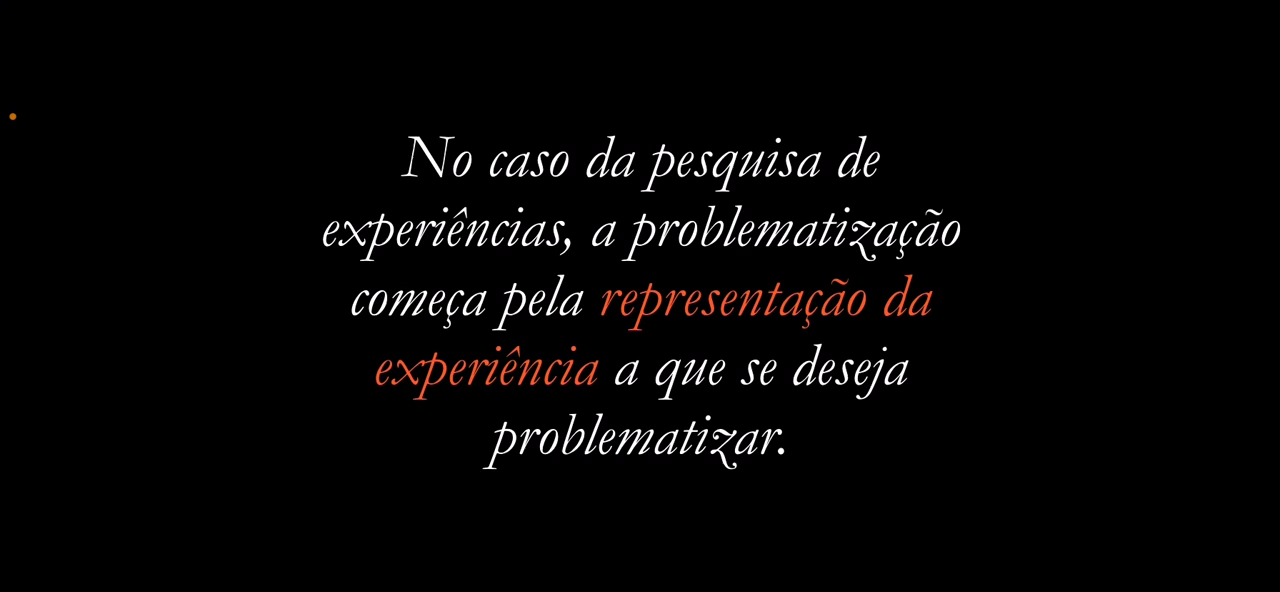 No caso da pesquisa de
experiências, a problematização
começa pela representação da
experiência a que se deseja
problematizar.